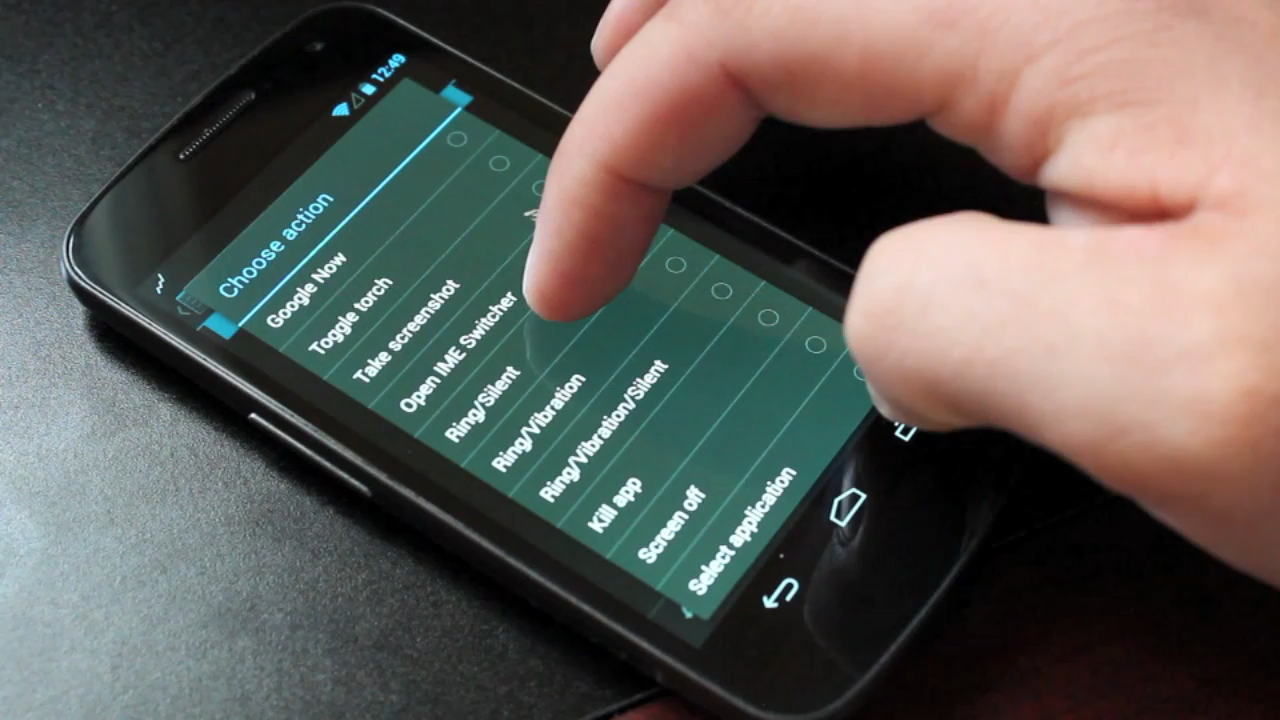 12:49
Choose action
Google Now
Toggle torch
Take screenshot
Open IME Switcher
Ring/Silent
Ring/Vibration
Ring/Vibration/Silent
Kill app
Screen off
Select application